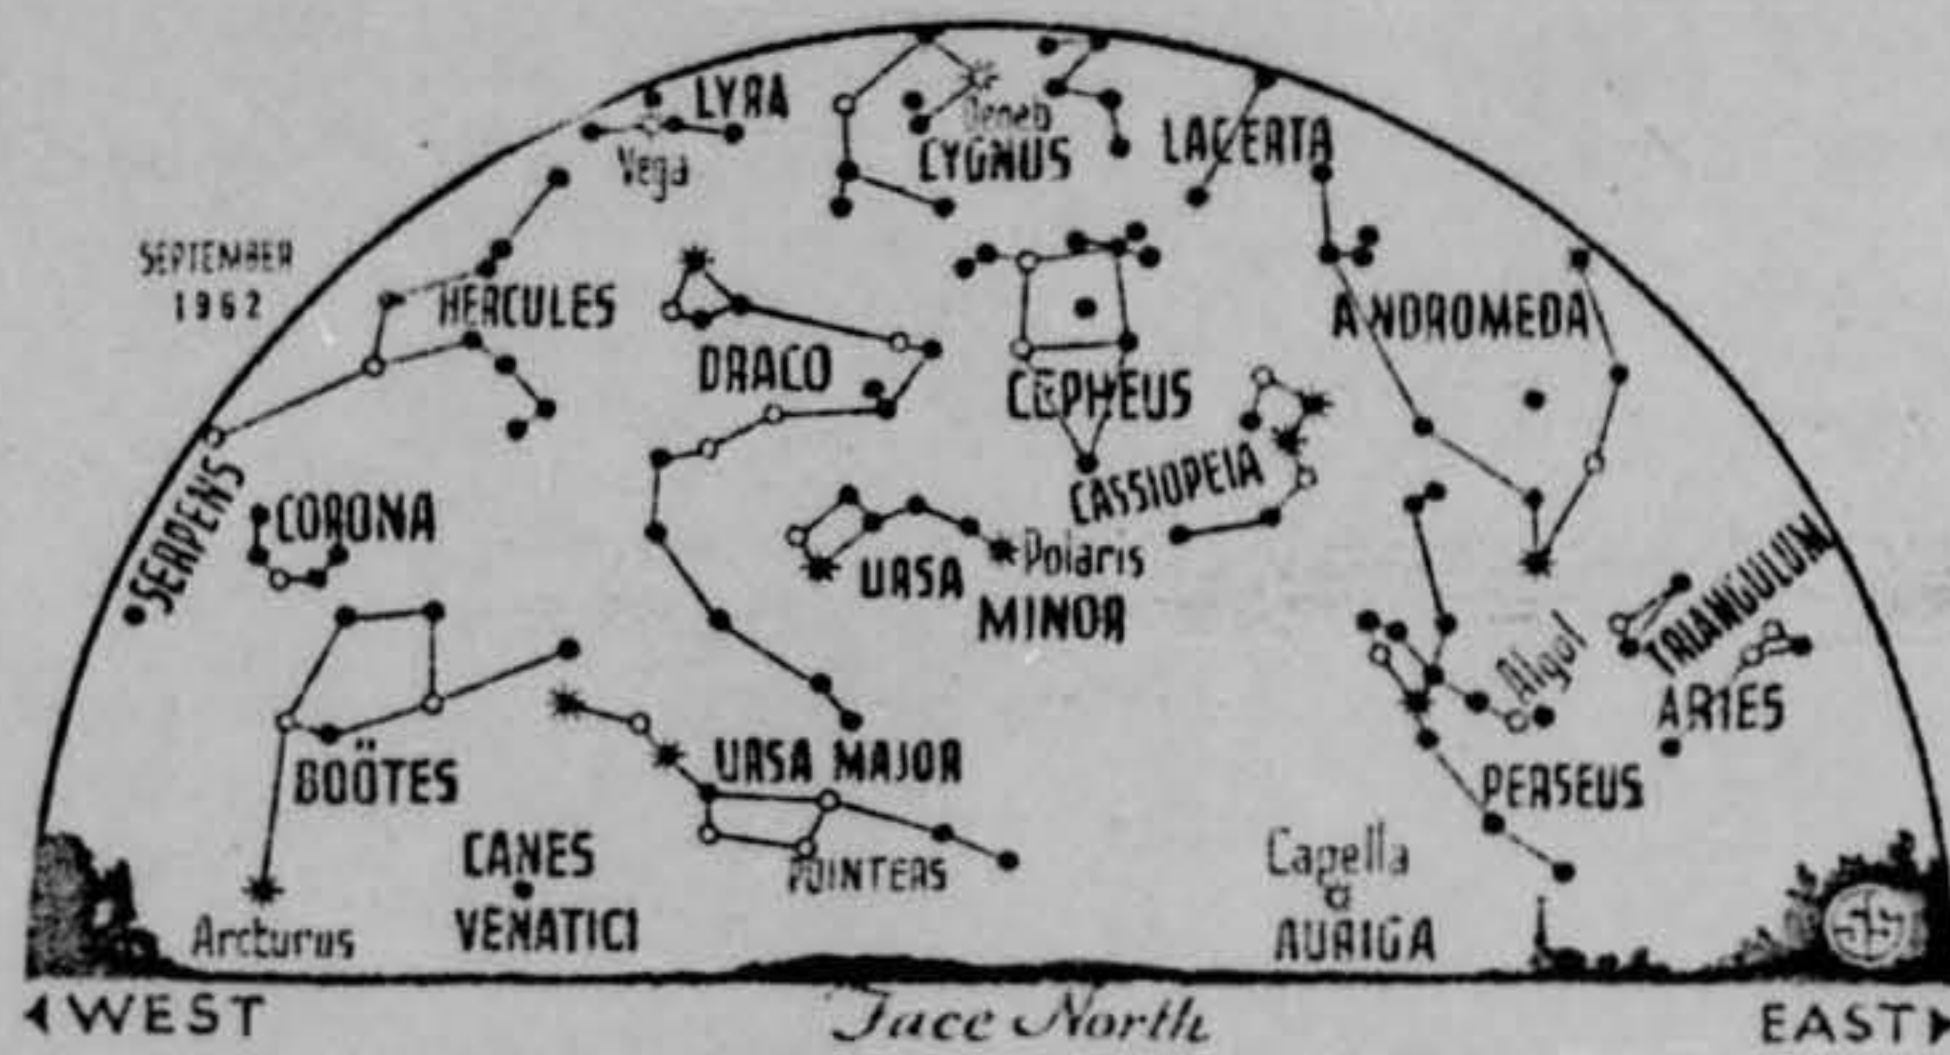 LYRA
Deneb
LACERTA
CYGNUS
Vega
SEPTEMBER
1962
HERCULES
ANDROMEDA
DRACO
CEPHEUS
CASSIOPEIA
SERPENS
CORONA
Polaris
URSA
MINOR
TRIANGULUM
Algol
ARIES
URSA MAJOR
BOÖTES
PERSEUS
CANES
VENATICI
POINTERS
Capella
AURIGA
Arcturus
WEST
Face North
EAST